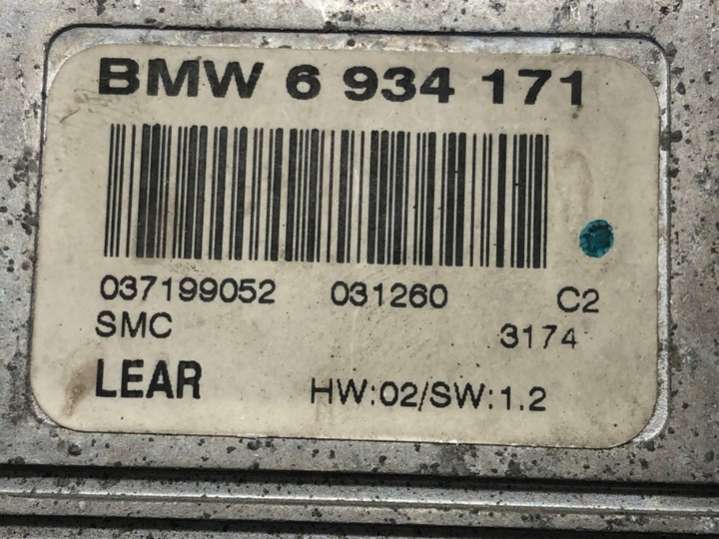 BMW 6 934 171
037199052 031260 C2
SMC 3174
LEAR HW:02/SW:1.2